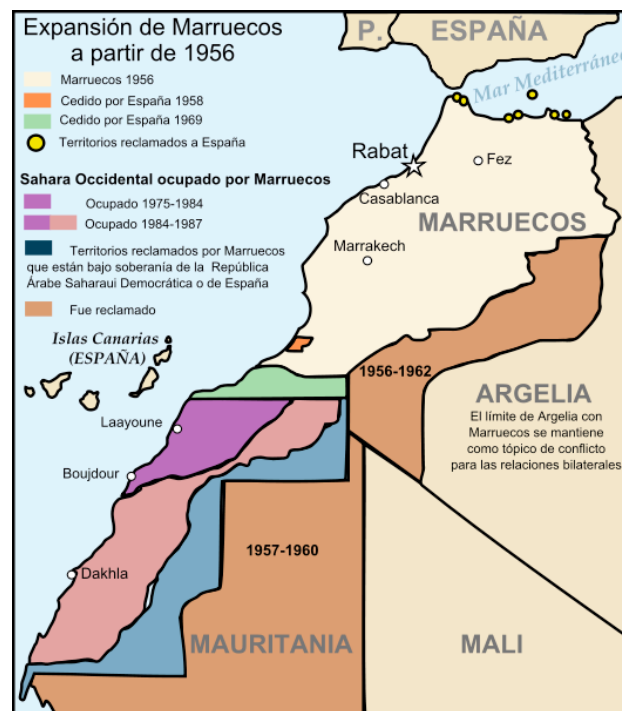 Expansión de Marruecos
a partir de 1956
Marruecos 1956
Cedido por España 1958
Cedido por España 1969
Territorios reclamados a España
Sahara Occidental ocupado por Marruecos
Ocupado 1975-1984
Ocupado 1984-1987
Territorios reclamados por Marruecos
que están bajo soberanía de la República
Árabe Saharaui Democrática o de España
Fue reclamado
P.
ESPAÑA
Mar Mediterráneo
Rabat
Fez
Casablanca
MARRUECOS
Marrakech
Islas Canarias
(ESPAÑA)
1956-1962
ARGELIA
El límite de Argelia con
Marruecos se mantiene
como tópico de conflicto
para las relaciones bilaterales
Laayoune
Boujdour
1957-1960
Dakhla
MAURITANIA
MALI